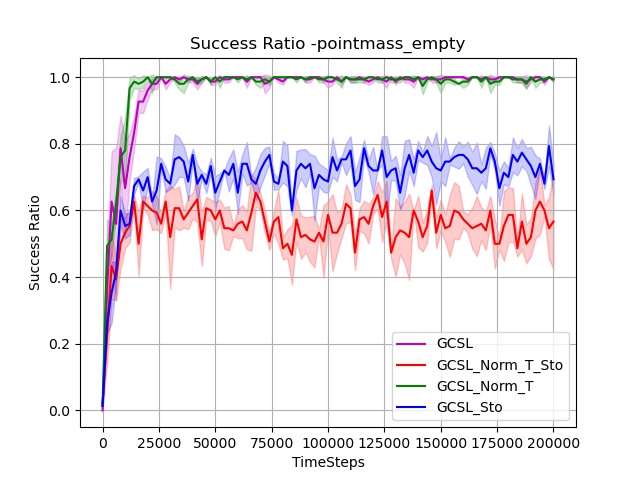 Success Ratio -pointmass_empty
Success Ratio
1.0
0.8
0.6
0.4
0.2
0.0
GCSL
GCSL_Norm_T_Sto
GCSL_Norm_T
GCSL_Sto
0 25000 50000 75000 100000 125000 150000 175000 200000
TimeSteps